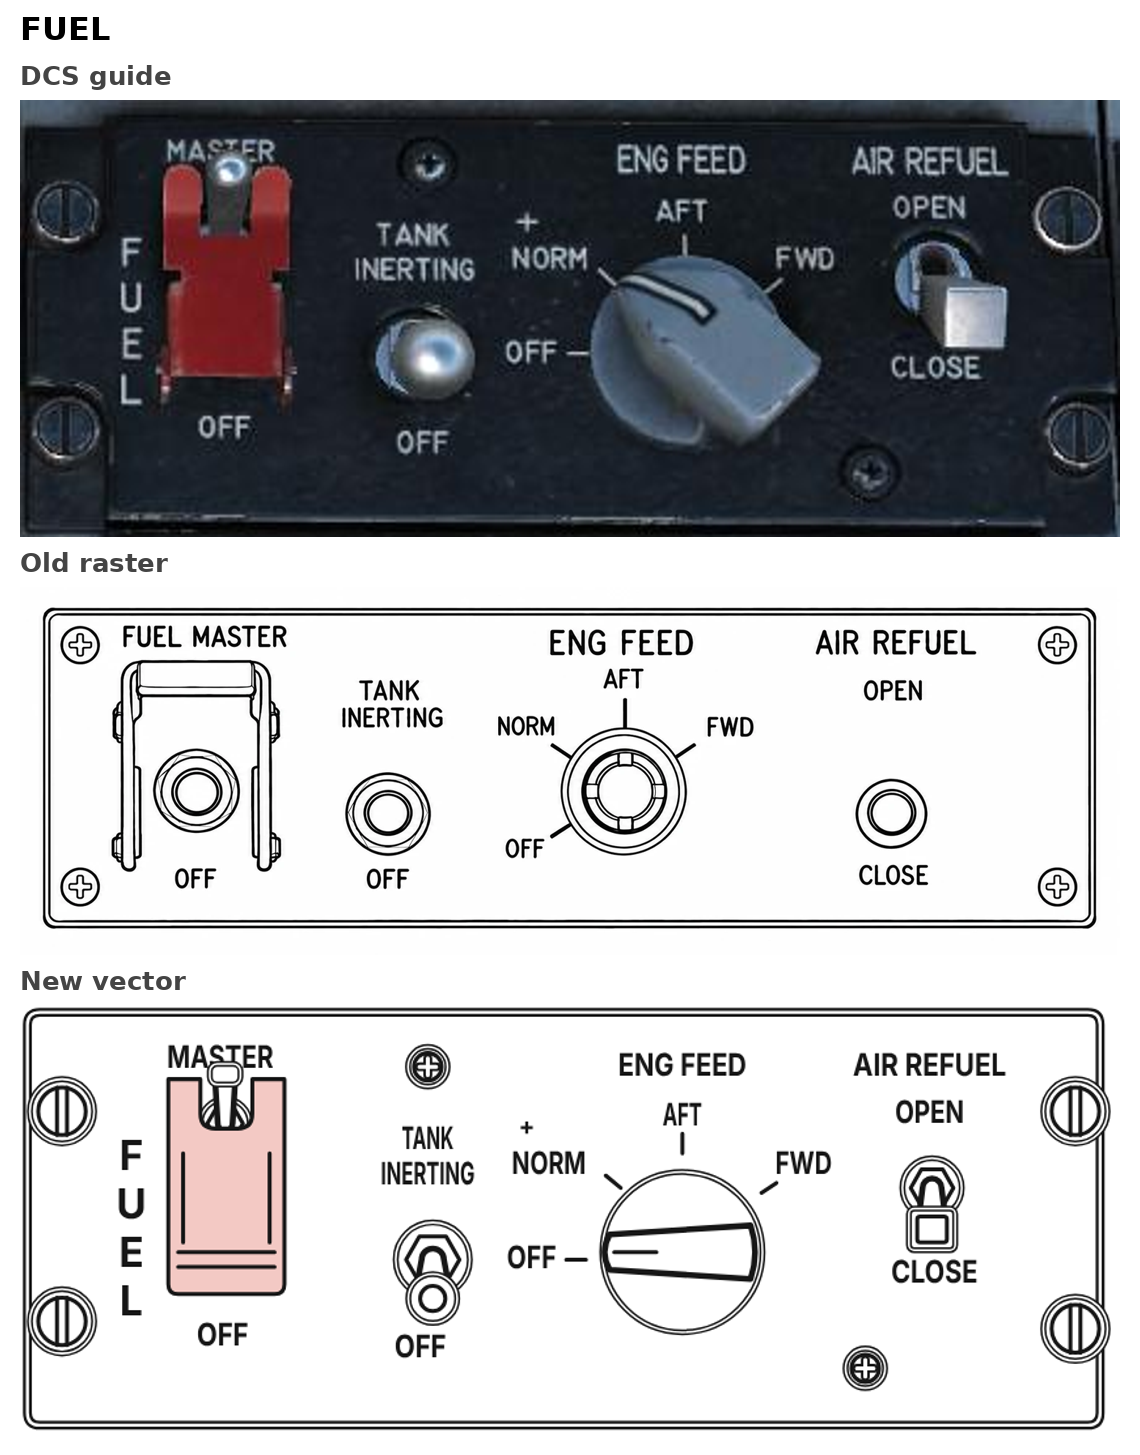 FUEL
DCS guide
MASTER
FUEL
OFF
TANK
INERTING
OFF
ENG FEED
AFT
+
NORM
FWD
OFF
AIR REFUEL
OPEN
CLOSE
Old raster
FUEL MASTER
OFF
TANK
INERTING
OFF
ENG FEED
AFT
NORM
FWD
OFF
AIR REFUEL
OPEN
CLOSE
New vector
MASTER
FUEL
OFF
TANK
INERTING
OFF
ENG FEED
AFT
+
NORM
FWD
OFF
AIR REFUEL
OPEN
CLOSE